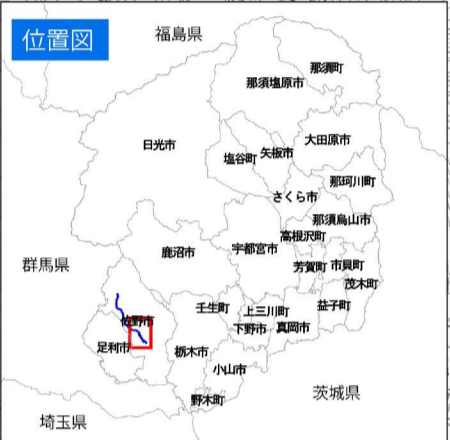 位置図
福島県
那須町
那須塩原市
日光市
大田原市
矢板市
塩谷町
那珂川町
さくら市
那須烏山市
高根沢町
宇都宮市
鹿沼市
群馬県
芳賀町
市貝町
茂木町
益子町
壬生町
上三川町
佐野市
下野市
真岡市
足利市
栃木市
小山市
茨城県
野木町
埼玉県